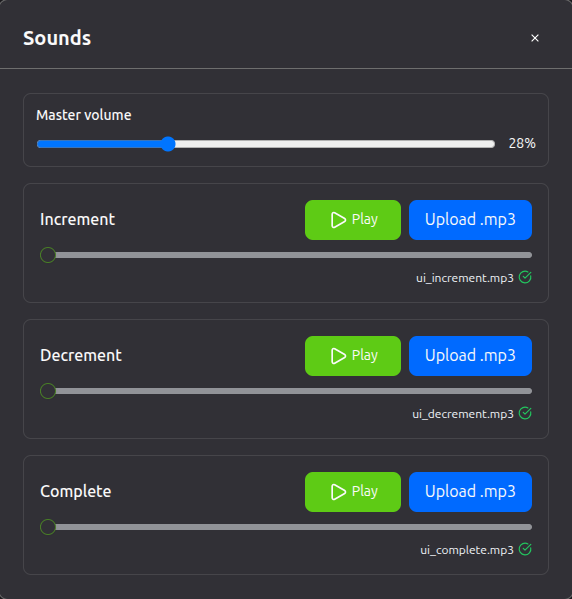 Sounds
Master volume
28%
Increment
Play
Upload .mp3
ui_increment.mp3
Decrement
Play
Upload .mp3
ui_decrement.mp3
Complete
Play
Upload .mp3
ui_complete.mp3